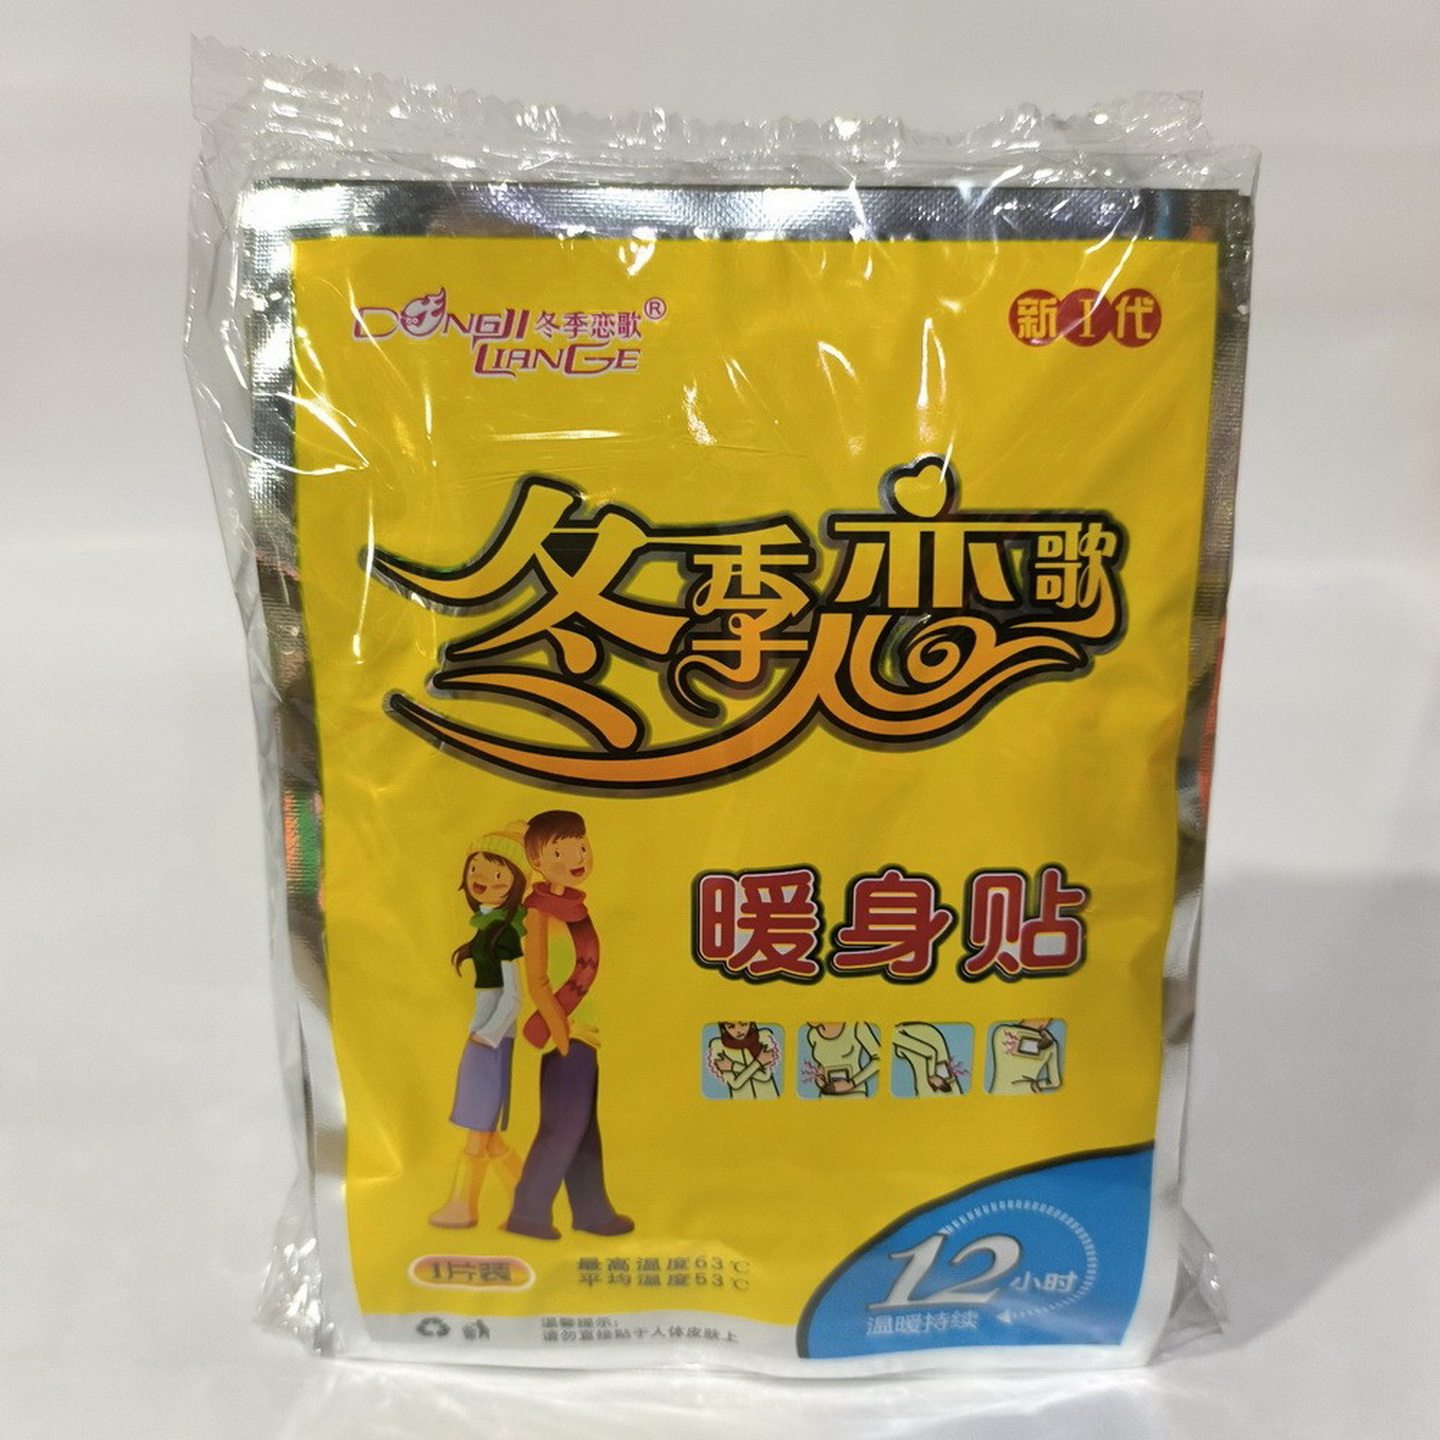 DONGJI 冬季恋歌®
LIANGE
新I代
冬季恋歌
暖身贴
1片装
最高温度63℃
平均温度53℃
12小时
温暖持续
温馨提示:
请勿直接贴于人体皮肤上